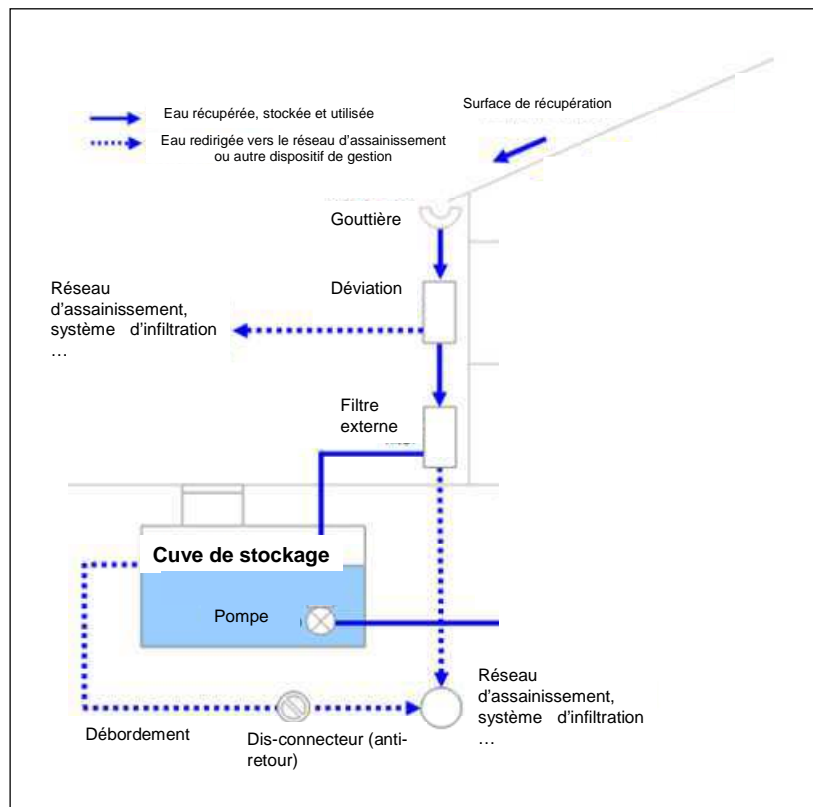 Eau récupérée, stockée et utilisée
Eau redirigée vers le réseau d'assainissement
ou autre dispositif de gestion
Surface de récupération
Gouttière
Déviation
Réseau
d'assainissement,
système d'infiltration
…
Filtre
externe
Cuve de stockage
Pompe
Réseau
d'assainissement,
système d'infiltration
…
Débordement
Dis-connecteur (anti-
retour)